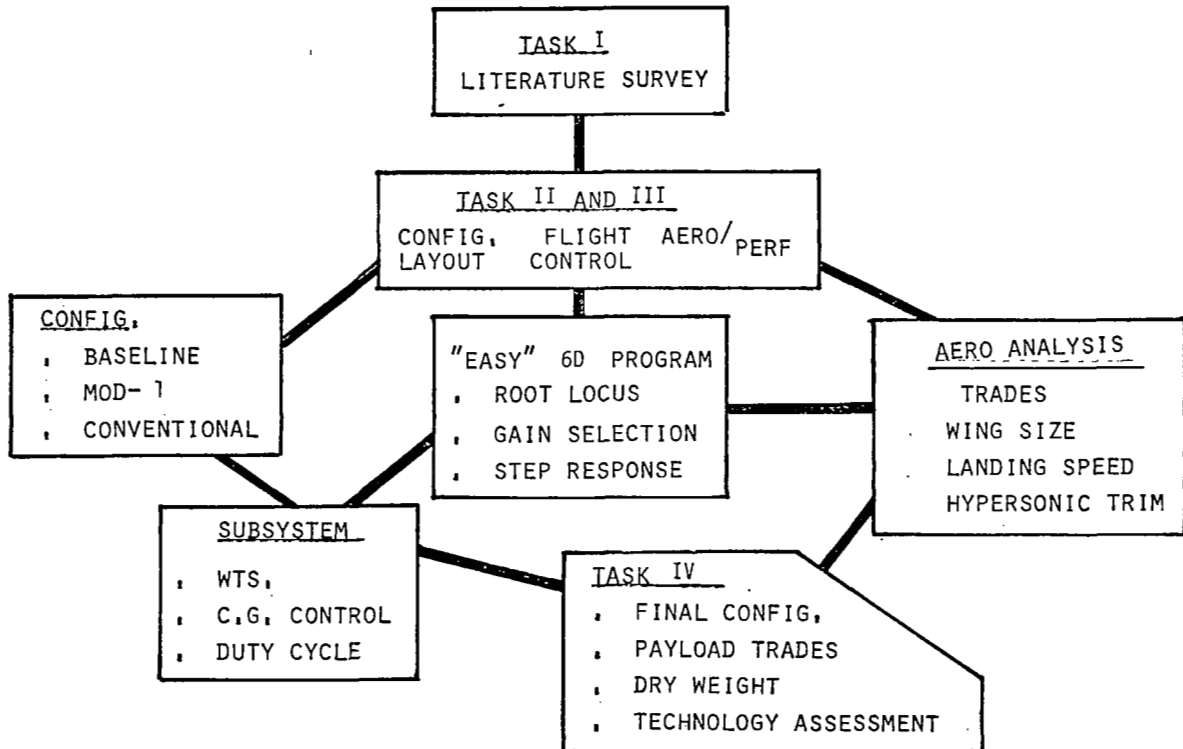 TASK I
LITERATURE SURVEY
TASK II AND III
CONFIG. FLIGHT AERO/PERF
LAYOUT CONTROL
CONFIG.
. BASELINE
. MOD-1
. CONVENTIONAL
"EASY" 6D PROGRAM
. ROOT LOCUS
. GAIN SELECTION
. STEP RESPONSE
AERO ANALYSIS
TRADES
. WING SIZE
LANDING SPEED
HYPERSONIC TRIM
SUBSYSTEM
. WTS.
. C.G. CONTROL
. DUTY CYCLE
TASK IV
. FINAL CONFIG.
. PAYLOAD TRADES
. DRY WEIGHT
. TECHNOLOGY ASSESSMENT